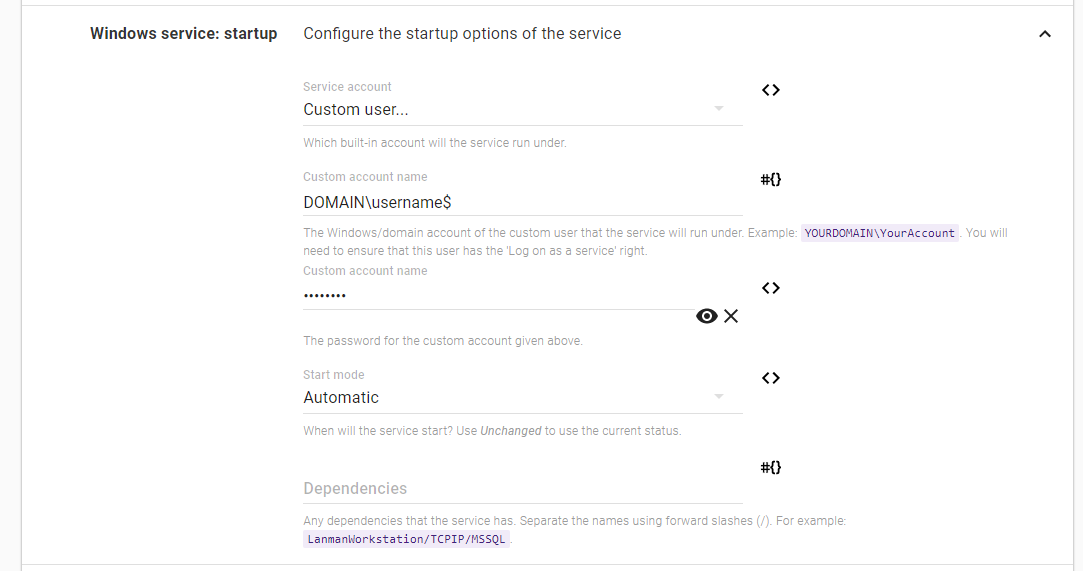 Windows service: startup Configure the startup options of the service
Service account
Custom user...
Which built-in account will the service run under.
Custom account name
#{}
DOMAIN\username$
The Windows/domain account of the custom user that the service will run under. Example: YOURDOMAIN\YourAccount. You will
need to ensure that this user has the 'Log on as a service' right.
Custom account name
••••••••
The password for the custom account given above.
Start mode
Automatic
When will the service start? Use Unchanged to use the current status.
#{}
Dependencies
Any dependencies that the service has. Separate the names using forward slashes (/). For example:
LanmanWorkstation/TCPIP/MSSQL.